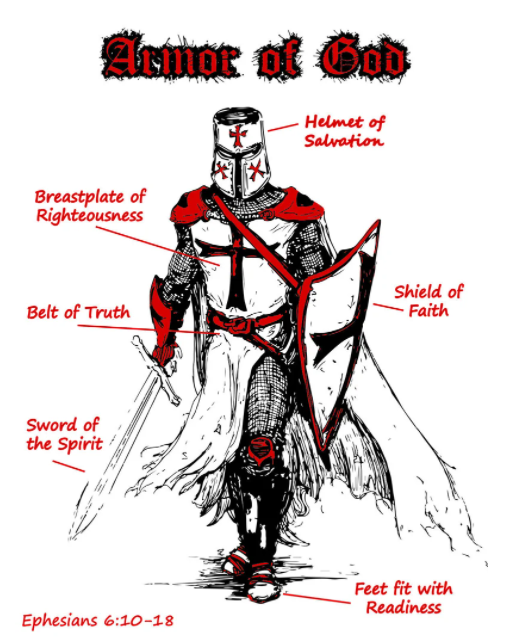 Armor of God
Helmet of
Salvation
Breastplate of
Righteousness
Shield of
Faith
Belt of Truth
Sword of
the Spirit
Feet fit with
Readiness
Ephesians 6:10-18